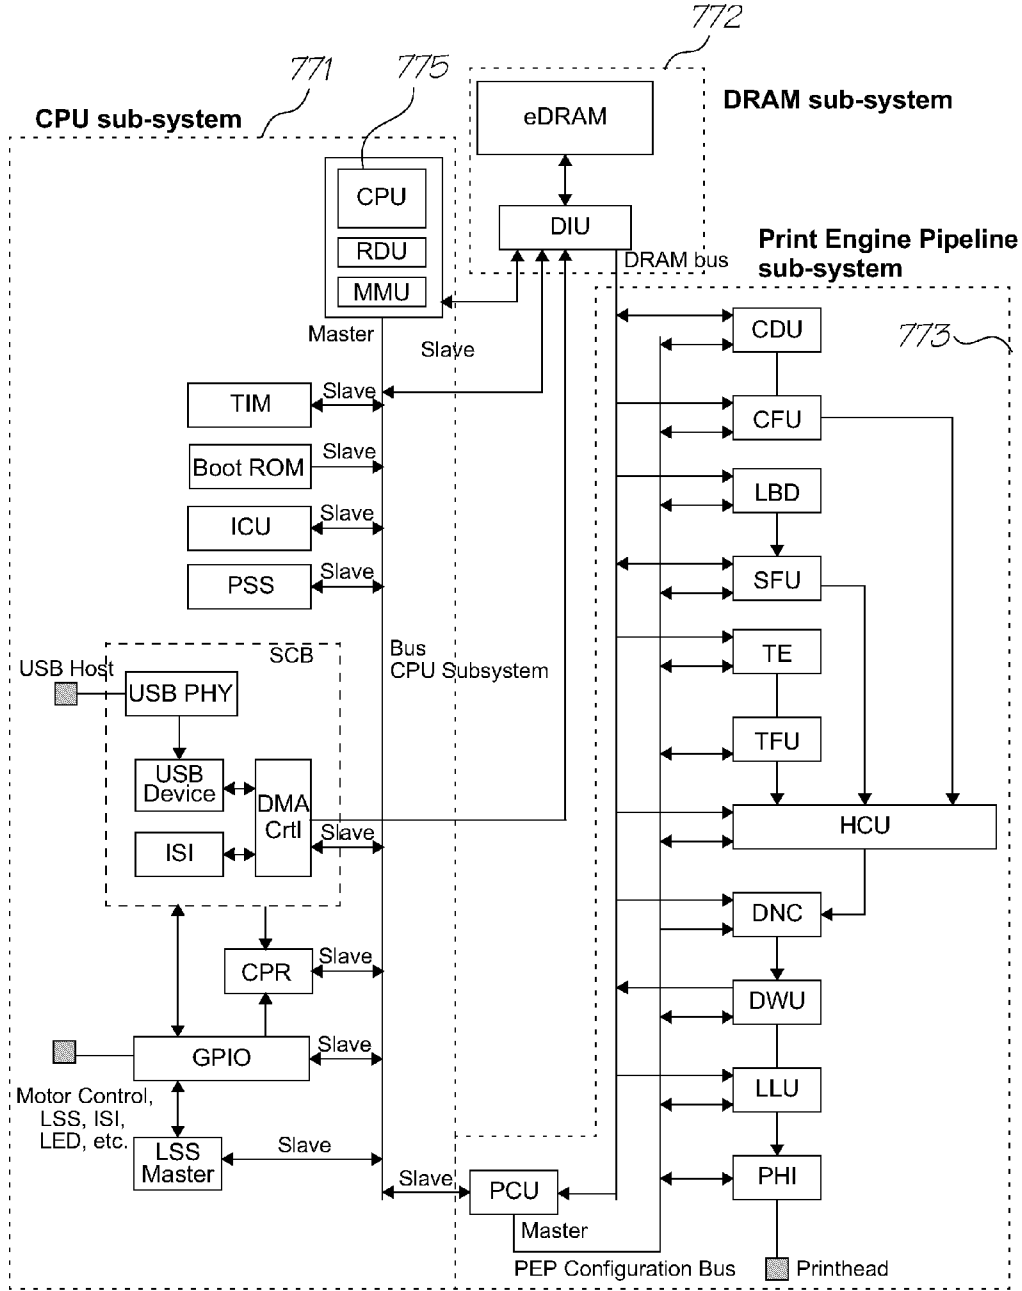 772
771
775
CPU sub-system
DRAM sub-system
eDRAM
CPU
RDU
MMU
DIU
DRAM bus
Print Engine Pipeline
sub-system
773
Master
Slave
CDU
TIM
Slave
CFU
Boot ROM
Slave
LBD
ICU
Slave
PSS
Slave
SFU
Bus
CPU Subsystem
SCB
USB Host
USB PHY
TE
TFU
USB
Device
DMA
Crtl
Slave
ISI
HCU
DNC
CPR
Slave
DWU
GPIO
Slave
Motor Control,
LSS, ISI,
LED, etc.
LLU
LSS
Master
Slave
PHI
Slave
PCU
Master
PEP Configuration Bus
Printhead